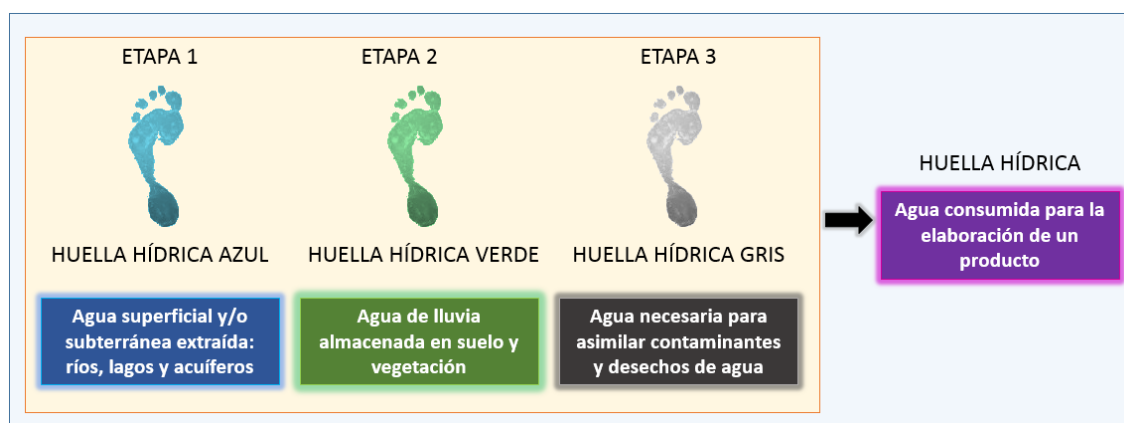 ETAPA 1
ETAPA 2
ETAPA 3
HUELLA HÍDRICA AZUL
HUELLA HÍDRICA VERDE
HUELLA HÍDRICA GRIS
Agua superficial y/o
subterránea extraída:
ríos, lagos y acuíferos
Agua de lluvia
almacenada en suelo y
vegetación
Agua necesaria para
asimilar contaminantes
y desechos de agua
HUELLA HÍDRICA
Agua consumida para la
elaboración de un
producto